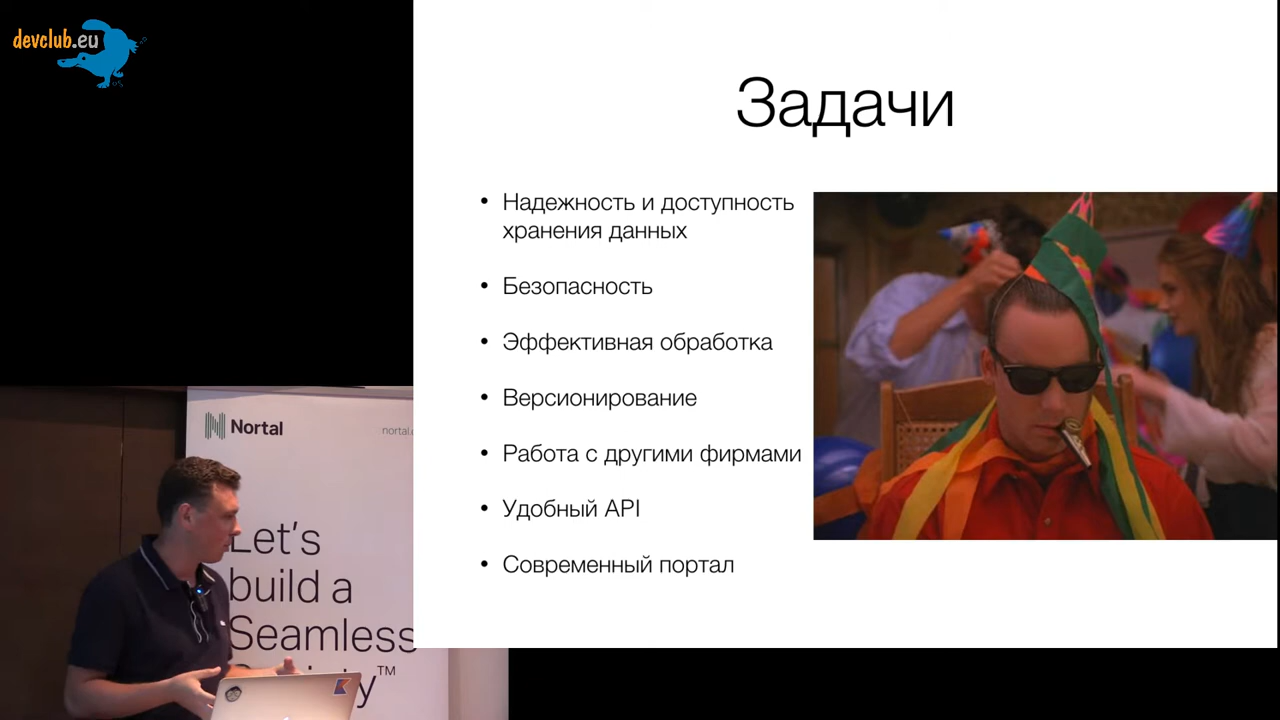 devclub.eu
Задачи
• Надежность и доступность
хранения данных
• Безопасность
• Эффективная обработка
• Версионирование
• Работа с другими фирмами
• Удобный API
• Современный портал
Nortal
Let's
build a
Seamless